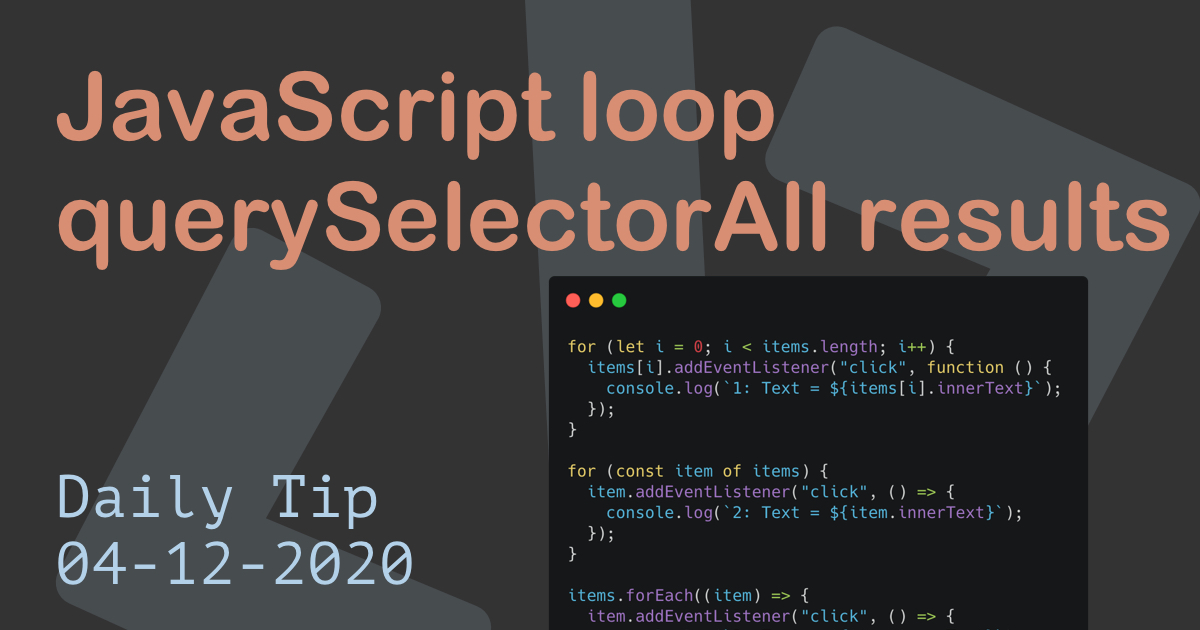 JavaScript loop
querySelectorAll results
for (let i = 0; i < items.length; i++) {
  items[i].addEventListener("click", function () {
    console.log(`1: Text = ${items[i].innerText}`);
  });
}
for (const item of items) {
  item.addEventListener("click", () => {
    console.log(`2: Text = ${item.innerText}`);
  });
}
items.forEach((item) => {
  item.addEventListener("click", () => {
Daily Tip
04-12-2020